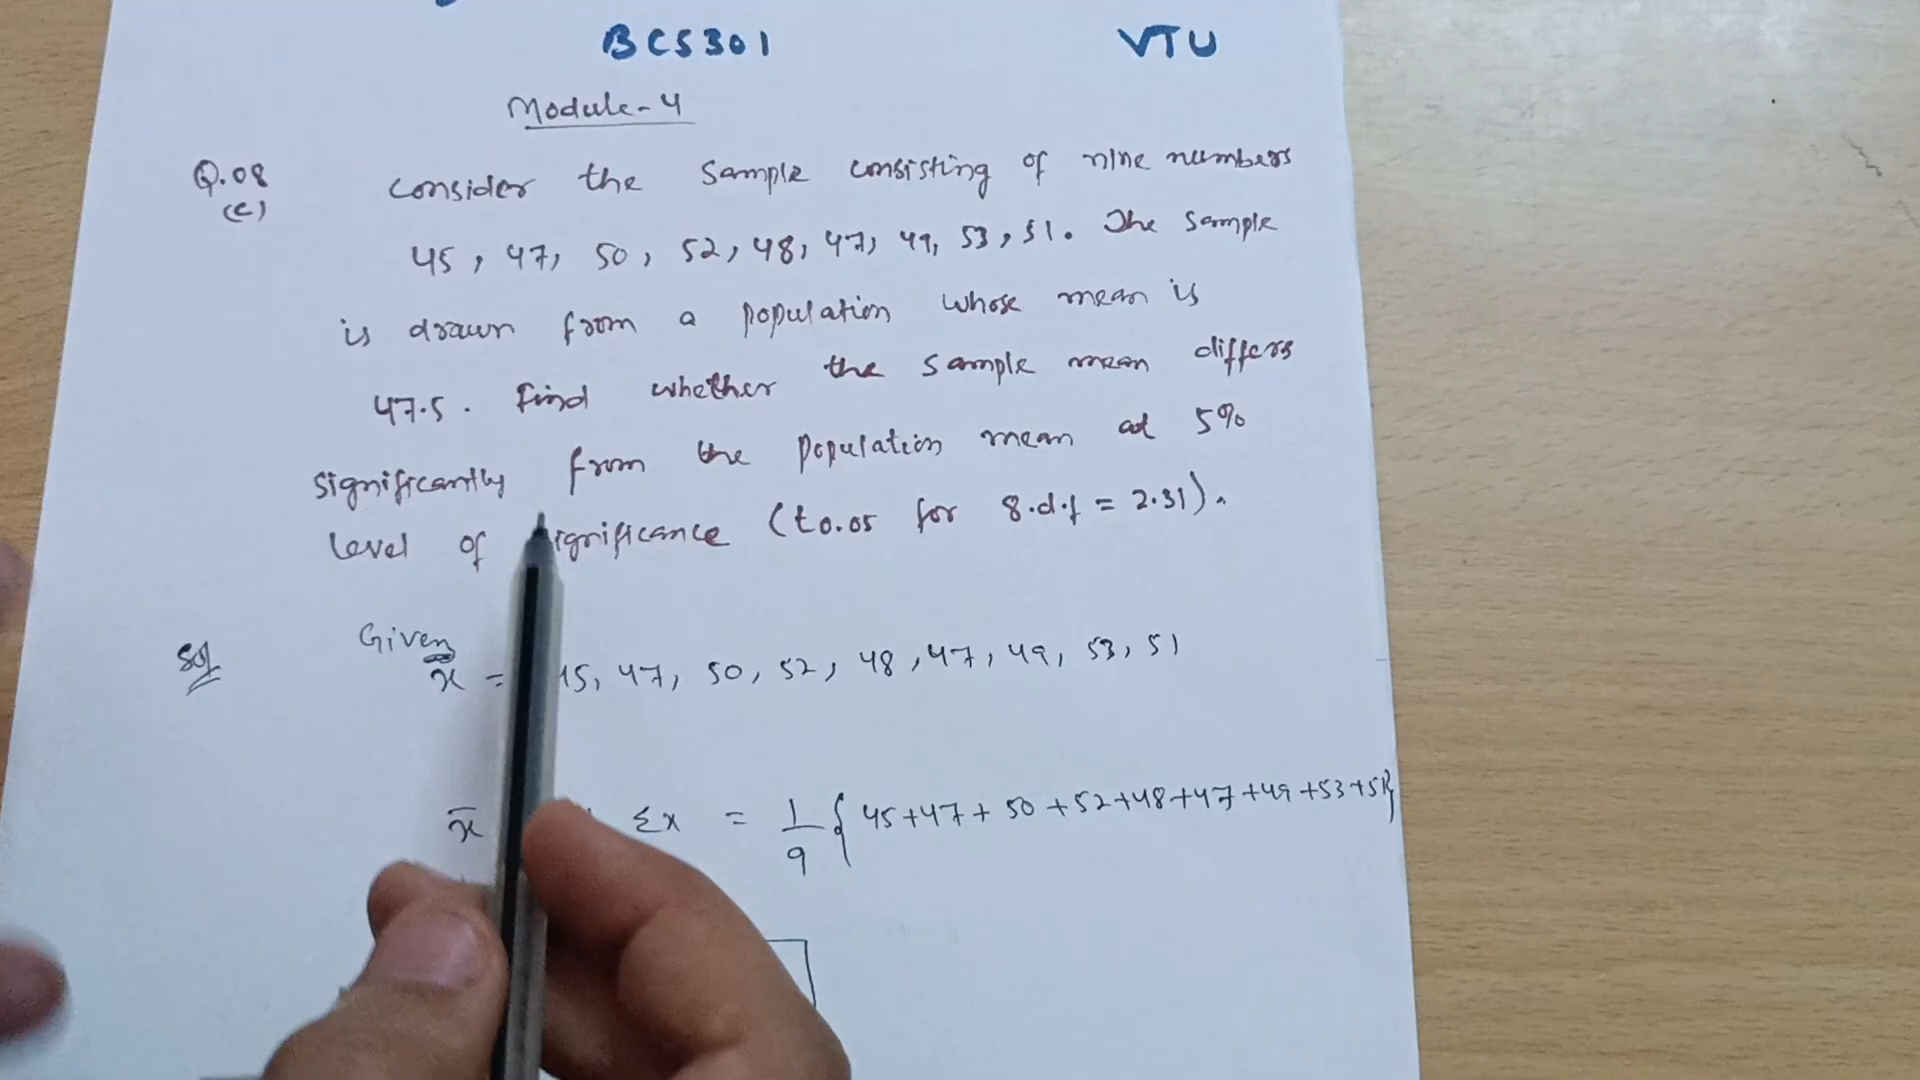 BCS301 VTU
Module-4
Q.08 Consider the sample consisting of nine numbers
(c)
45, 47, 50, 52, 48, 47, 49, 53, 51. The sample
is drawn from a population whose mean is
47.5. Find whether the sample mean differs
significantly from the population mean at 5%
level of significance (t0.05 for 8.d.f = 2.31).
Sol Given
x = 45, 47, 50, 52, 48, 47, 49, 53, 51
x̄ Σx = 1/9 {45+47+50+52+48+47+49+53+51}